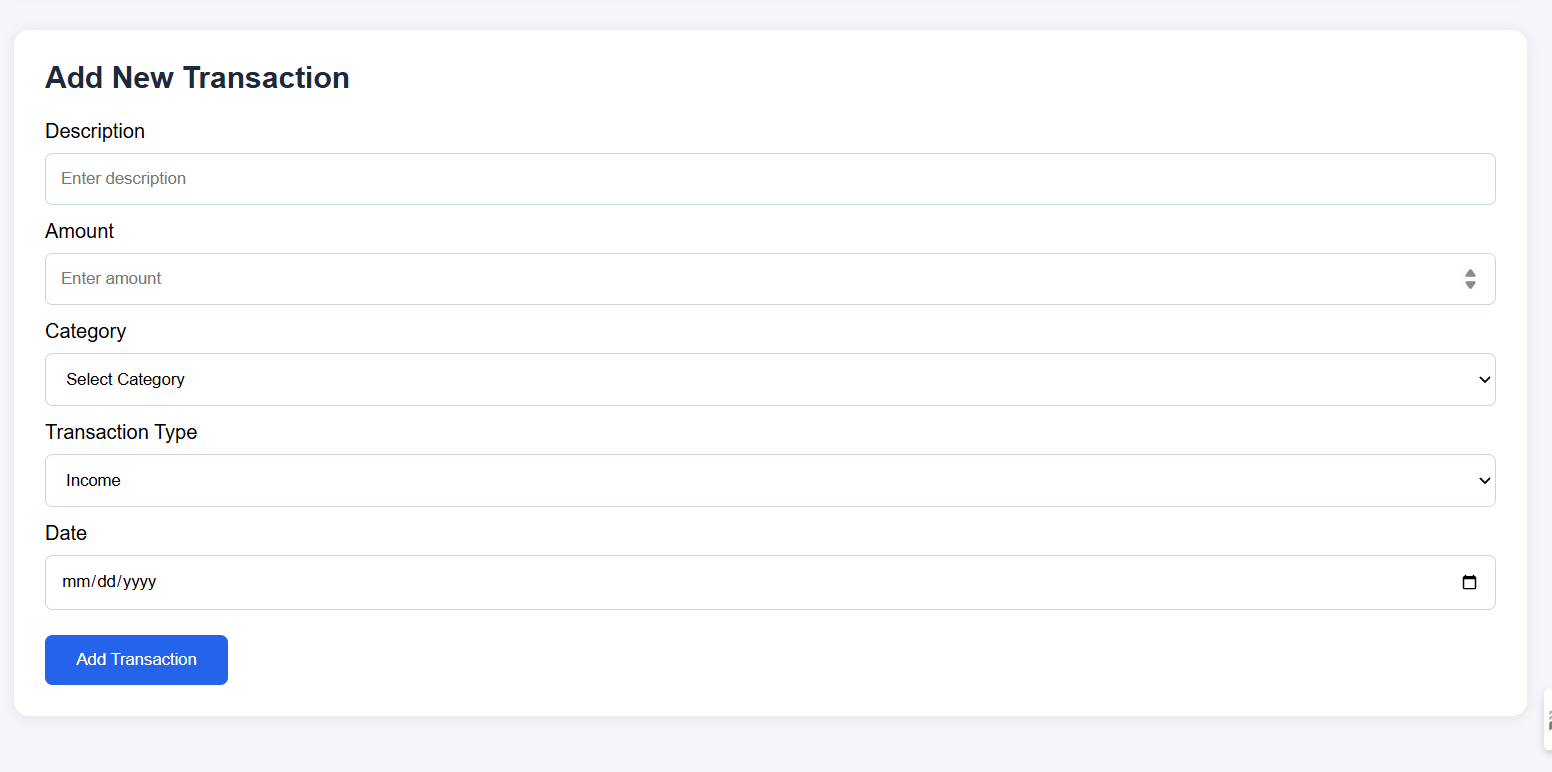 Add New Transaction
Description
Enter description
Amount
Enter amount
Category
Select Category
Transaction Type
Income
Date
mm/dd/yyyy
Add Transaction